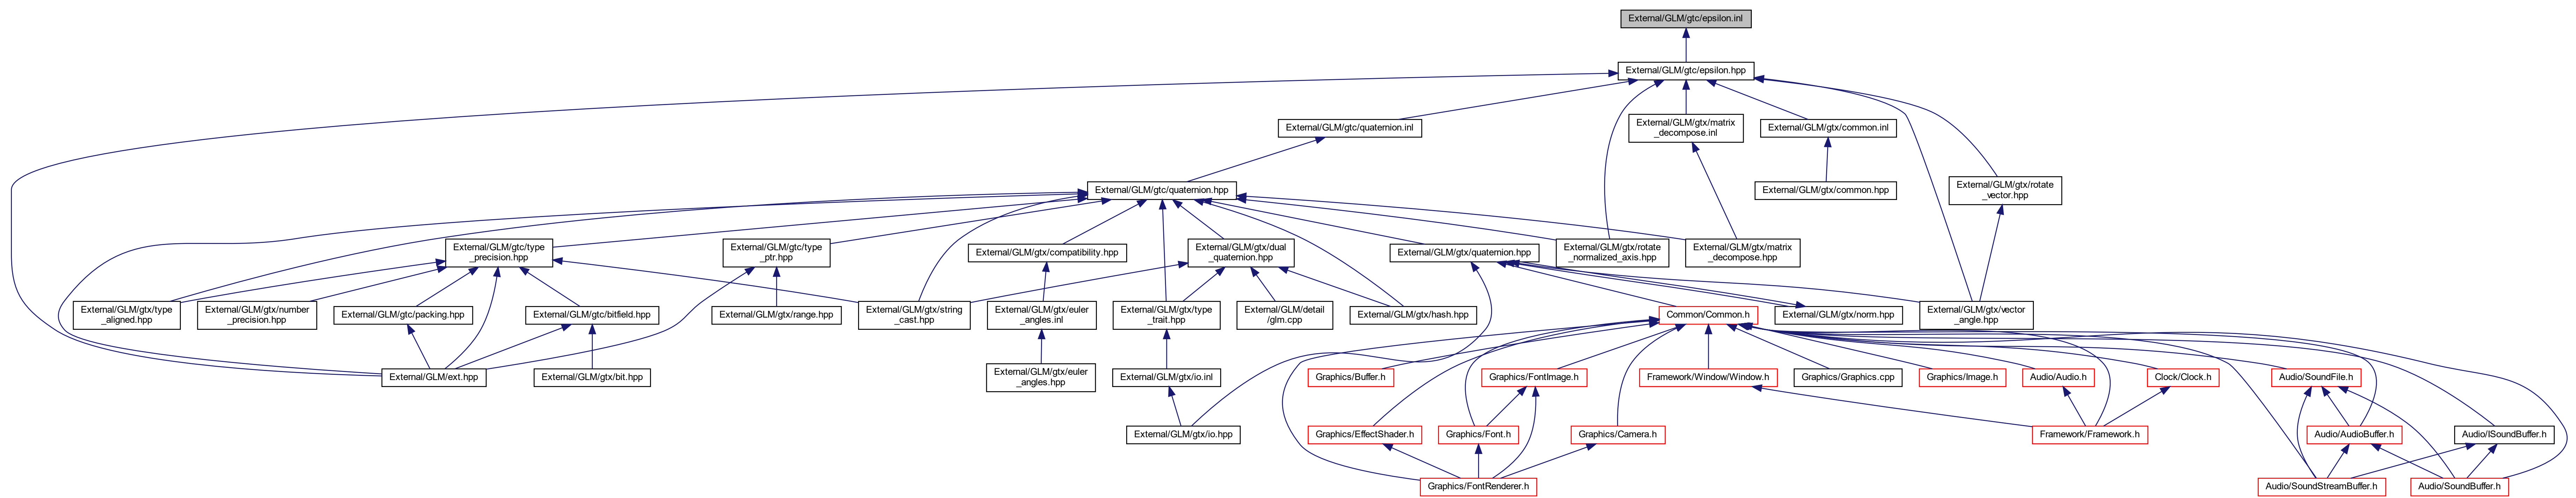 External/GLM/gtc/epsilon.inl
External/GLM/gtc/epsilon.hpp
External/GLM/gtc/quaternion.inl
External/GLM/gtx/matrix
_decompose.inl
External/GLM/gtx/common.inl
External/GLM/gtc/quaternion.hpp
External/GLM/gtx/common.hpp
External/GLM/gtx/rotate
_vector.hpp
External/GLM/gtc/type
_precision.hpp
External/GLM/gtc/type
_ptr.hpp
External/GLM/gtx/compatibility.hpp
External/GLM/gtx/dual
_quaternion.hpp
External/GLM/gtx/quaternion.hpp
External/GLM/gtx/rotate
_normalized_axis.hpp
External/GLM/gtx/matrix
_decompose.hpp
External/GLM/gtx/type
_aligned.hpp
External/GLM/gtx/number
_precision.hpp
External/GLM/gtc/packing.hpp
External/GLM/gtc/bitfield.hpp
External/GLM/gtx/range.hpp
External/GLM/gtx/string
_cast.hpp
External/GLM/gtx/euler
_angles.inl
External/GLM/gtx/type
_trait.hpp
External/GLM/detail
/glm.cpp
External/GLM/gtx/hash.hpp
Common/Common.h
External/GLM/gtx/norm.hpp
External/GLM/gtx/vector
_angle.hpp
External/GLM/ext.hpp
External/GLM/gtx/bit.hpp
External/GLM/gtx/euler
_angles.hpp
External/GLM/gtx/io.inl
Graphics/Buffer.h
Graphics/FontImage.h
Framework/Window/Window.h
Graphics/Graphics.cpp
Graphics/Image.h
Audio/Audio.h
Clock/Clock.h
Audio/SoundFile.h
External/GLM/gtx/io.hpp
Graphics/EffectShader.h
Graphics/Font.h
Graphics/Camera.h
Framework/Framework.h
Audio/AudioBuffer.h
Audio/ISoundBuffer.h
Graphics/FontRenderer.h
Audio/SoundStreamBuffer.h
Audio/SoundBuffer.h